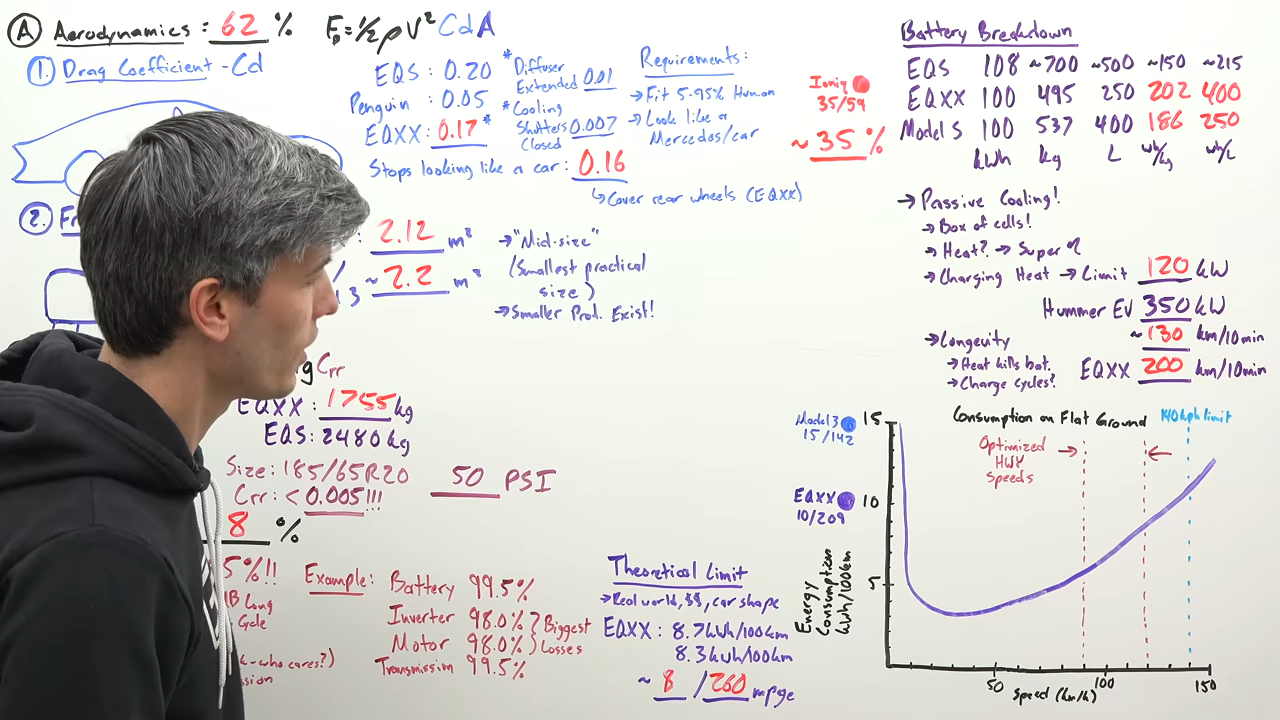 A Aerodynamics: 62 %
F_D=½ρV²CdA
1. Drag Coefficient - Cd
EQS : 0.20
Penguin : 0.05
EQXX : 0.17*
Stops looking like a car: 0.16
↳ Cover rear wheels (EQXX)
* Diffuser
Extended 0.01
* Cooling
Shutters 0.007
Closed
Requirements:
→ Fit 5-95% Human
→ Look like a
Mercedes/car
2.
2.12 m²
~2.2 m²
→ "Mid-size"
(Smallest practical
size)
→ Smaller Prod. Exist!
Crr
EQXX : 1755 kg
EQS: 2480 kg
Size: 185/65R20
50 PSI
Crr: < 0.005!!!
8 %
5%!!
Long
Example:
Battery 99.5%
Inverter 98.0%
Motor 98.0%
Transmission 99.5%
Biggest
Losses
who cares?)
Theoretical Limit
→ Real world, $$, car shape
EQXX : 8.7 kWh/100km
8.3 kWh/100km
~ 8 / 260 mpge
Ioniq
35/59
~35%
Battery Breakdown
EQS 108 ~700 ~500 ~150 ~215
EQXX 100 495 250 202 400
Model S 100 537 400 186 250
kWh kg L wh/kg wh/L
→ Passive Cooling!
→ Box of cells!
→ Heat? → Super η
→ Charging Heat → Limit 120 kW
Hummer EV 350 kW
~130 km/10min
→ Longevity
→ Heat kills bat.
→ Charge cycles?
EQXX 200 km/10min
Consumption on Flat Ground
140kph limit
Optimized
HWY
Speeds
Model 3
15/142
EQXX
10/209
15
10
5
Energy
Consumption
kWh/100km
50
100
150
Speed (km/h)